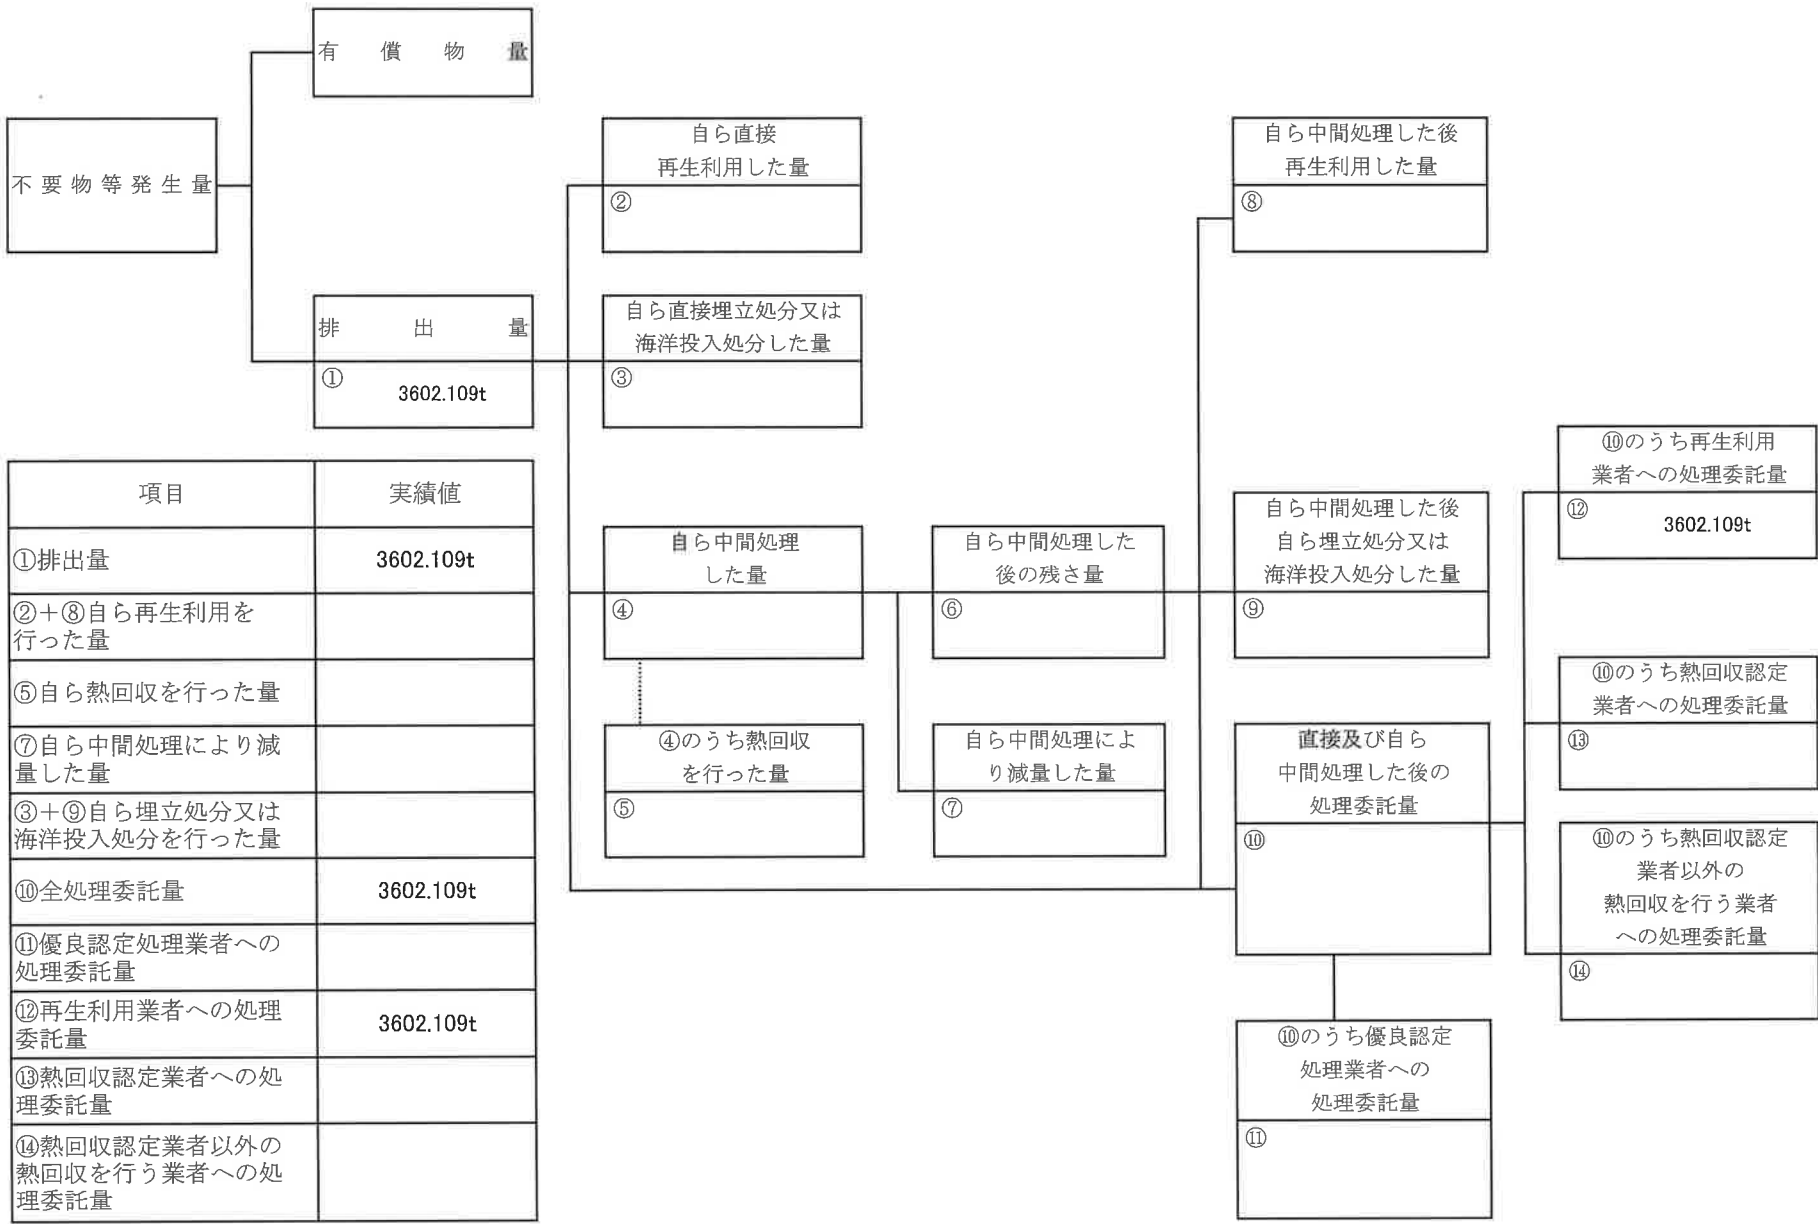 有償物量
不要物等発生量
排出量
①
3602.109t
自ら直接
再生利用した量
②
自ら直接埋立処分又は
海洋投入処分した量
③
自ら中間処理
した量
④
④のうち熱回収
を行った量
⑤
自ら中間処理した
後の残さ量
⑥
自ら中間処理によ
り減量した量
⑦
自ら中間処理した後
再生利用した量
⑧
自ら中間処理した後
自ら埋立処分又は
海洋投入処分した量
⑨
直接及び自ら
中間処理した後の
処理委託量
⑩
⑩のうち優良認定
処理業者への
処理委託量
⑪
⑩のうち再生利用
業者への処理委託量
⑫
3602.109t
⑩のうち熱回収認定
業者への処理委託量
⑬
⑩のうち熱回収認定
業者以外の
熱回収を行う業者
への処理委託量
⑭
項目 実績値
①排出量 3602.109t
②+⑧自ら再生利用を
行った量
⑤自ら熱回収を行った量
⑦自ら中間処理により減
量した量
③+⑨自ら埋立処分又は
海洋投入処分を行った量
⑩全処理委託量 3602.109t
⑪優良認定処理業者への
処理委託量
⑫再生利用業者への処理
委託量 3602.109t
⑬熱回収認定業者への処
理委託量
⑭熱回収認定業者以外の
熱回収を行う業者への処
理委託量